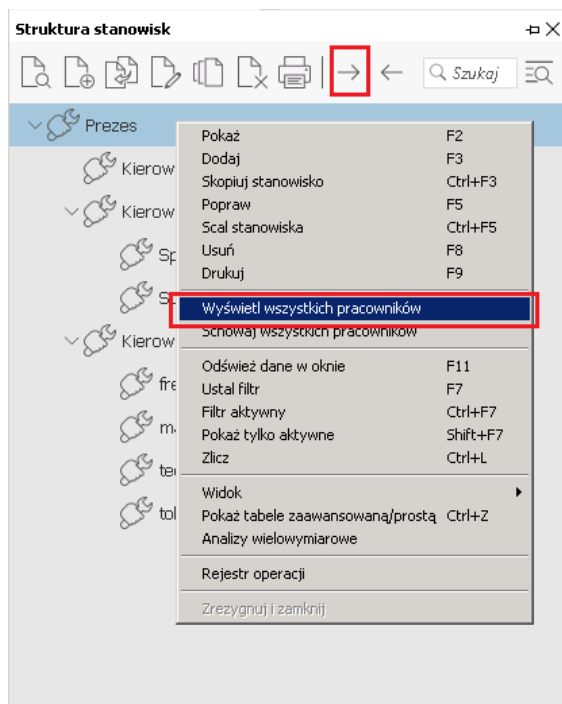 Struktura stanowisk
Szukaj
Prezes
Pokaż F2
Dodaj F3
Kierow
Skopiuj stanowisko Ctrl+F3
Popraw F5
Kierow
Scal stanowiska Ctrl+F5
Usuń F8
Sp
Drukuj F9
Wyświetl wszystkich pracowników
Schowaj wszystkich pracowników
Kierow
Odśwież dane w oknie F11
fre
Ustal filtr F7
Filtr aktywny Ctrl+F7
Pokaż tylko aktywne Shift+F7
Zlicz Ctrl+L
Widok
Pokaż tabele zaawansowaną/prostą Ctrl+Z
Analizy wielowymiarowe
Rejestr operacji
Zrezygnuj i zamknij